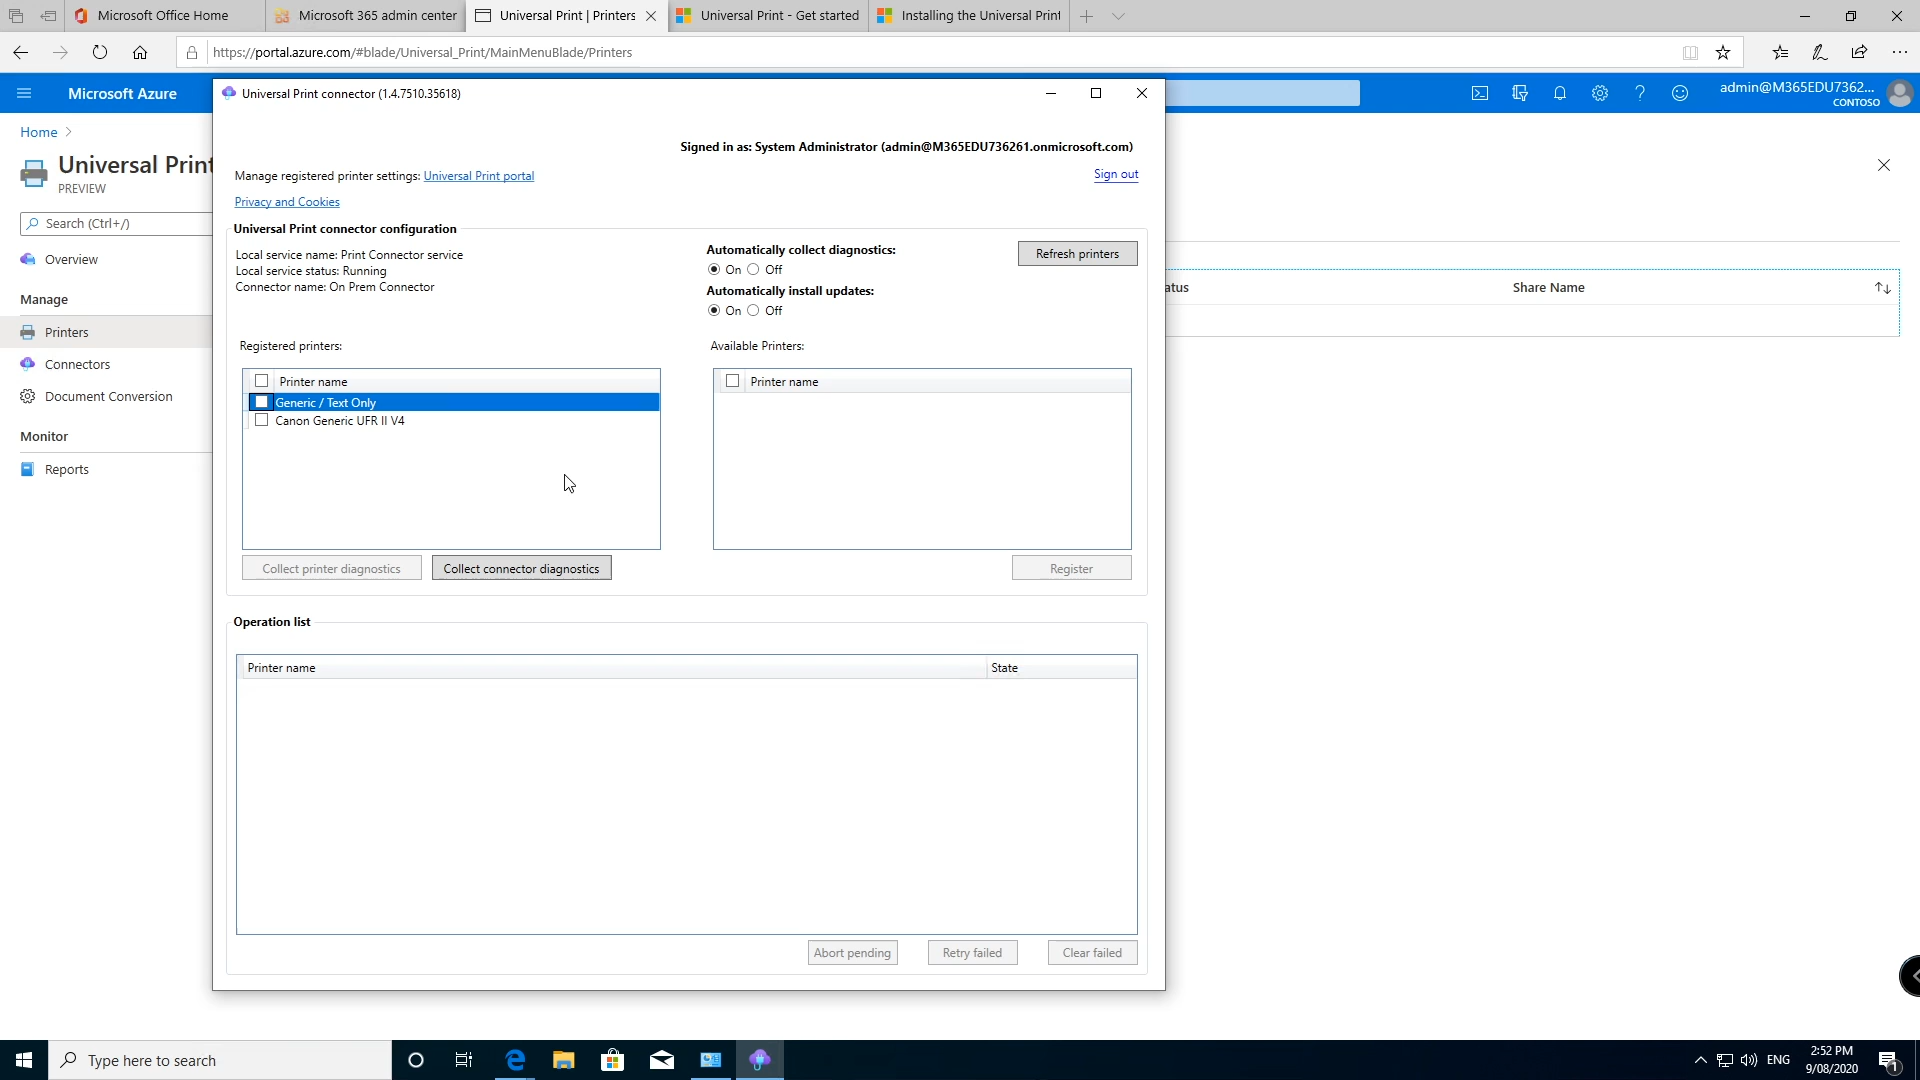 Microsoft Office Home
Microsoft 365 admin center
Universal Print | Printers
Universal Print - Get started
Installing the Universal Print
https://portal.azure.com/#blade/Universal_Print/MainMenuBlade/Printers
Microsoft Azure
admin@M365EDU7362...
CONTOSO
Home
Universal Print
PREVIEW
Search (Ctrl+/)
Overview
Manage
Printers
Connectors
Document Conversion
Monitor
Reports
Universal Print connector (1.4.7510.35618)
Signed in as: System Administrator (admin@M365EDU736261.onmicrosoft.com)
Manage registered printer settings: Universal Print portal
Sign out
Privacy and Cookies
Universal Print connector configuration
Local service name: Print Connector service
Local service status: Running
Connector name: On Prem Connector
Automatically collect diagnostics:
On Off
Automatically install updates:
On Off
Refresh printers
Registered printers:
Printer name
Generic / Text Only
Canon Generic UFR II V4
Available Printers:
Printer name
Collect printer diagnostics
Collect connector diagnostics
Register
Operation list
Printer name State
Abort pending
Retry failed
Clear failed
atus
Share Name
Type here to search
ENG
2:52 PM
9/08/2020
1